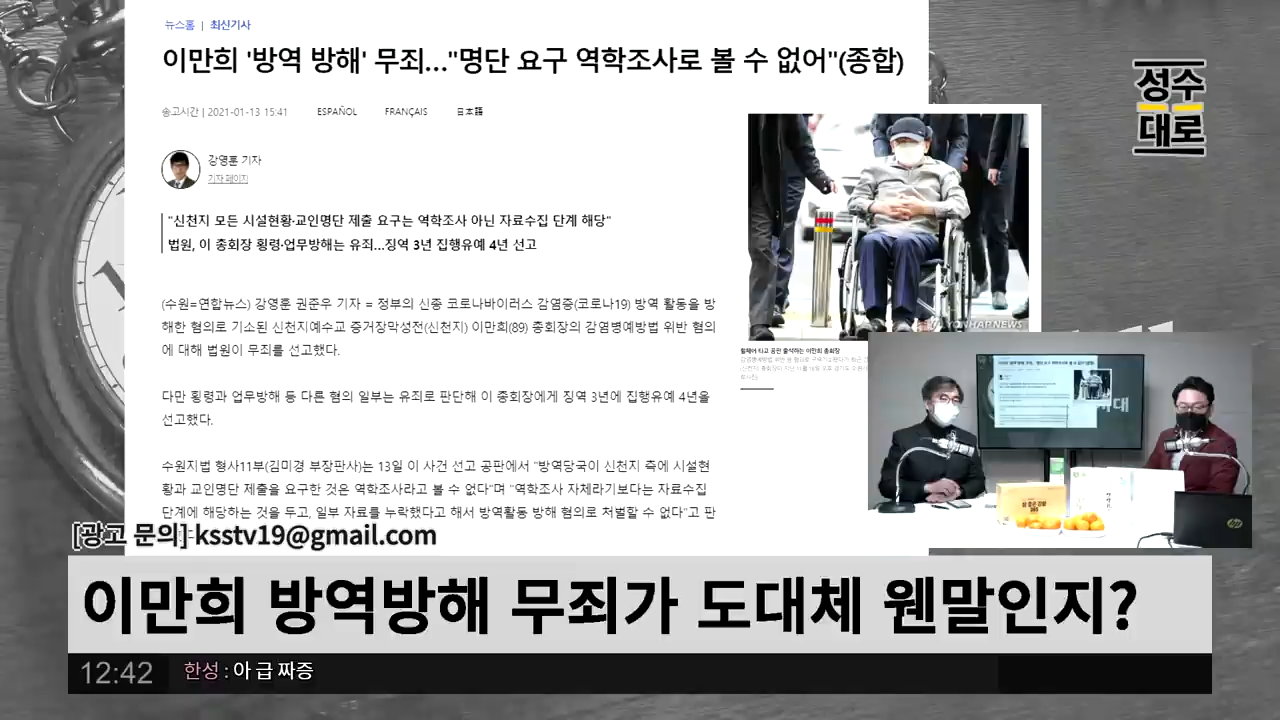 뉴스홈 | 최신기사
이만희 '방역 방해' 무죄..."명단 요구 역학조사로 볼 수 없어"(종합)
송고시간 | 2021-01-13 15:41 ESPAÑOL FRANÇAIS 日本語
강영훈 기자
기자 페이지
"신천지 모든 시설현황·교인명단 제출 요구는 역학조사 아닌 자료수집 단계 해당"
법원, 이 총회장 횡령·업무방해는 유죄...징역 3년 집행유예 4년 선고
(수원=연합뉴스) 강영훈 권준우 기자 = 정부의 신종 코로나바이러스 감염증(코로나19) 방역 활동을 방
해한 혐의로 기소된 신천지예수교 증거장막성전(신천지) 이만희(89) 총회장의 감염병예방법 위반 혐의
에 대해 법원이 무죄를 선고했다.
다만 횡령과 업무방해 등 다른 혐의 일부는 유죄로 판단해 이 총회장에게 징역 3년에 집행유예 4년을
선고했다.
수원지법 형사11부(김미경 부장판사)는 13일 이 사건 선고 공판에서 "방역당국이 신천지 측에 시설현
황과 교인명단 제출을 요구한 것은 역학조사라고 볼 수 없다"며 "역학조사 자체라기보다는 자료수집
단계에 해당하는 것을 두고, 일부 자료를 누락했다고 해서 방역활동 방해 혐의로 처벌할 수 없다"고 판
YONHAPNEWS
휠체어 타고 공판 출석하는 이만희 총회장
성수
대로
hp
[광고 문의] ksstv19@gmail.com
이만희 방역방해 무죄가 도대체 웬말인지?
12:42 한성 : 아 급 짜증